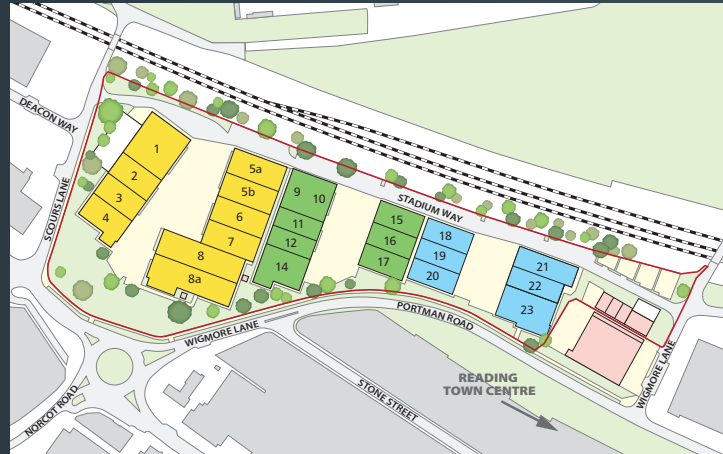 DEACON WAY
SCOURS LANE
1
2
3
4
5a
5b
6
7
8
8a
9 10
11
12
14
STADIUM WAY
15
16
17
18
19
20
21
22
23
PORTMAN ROAD
WIGMORE LANE
WIGMORE LANE
NORCOT ROAD
STONE STREET
READING
TOWN CENTRE